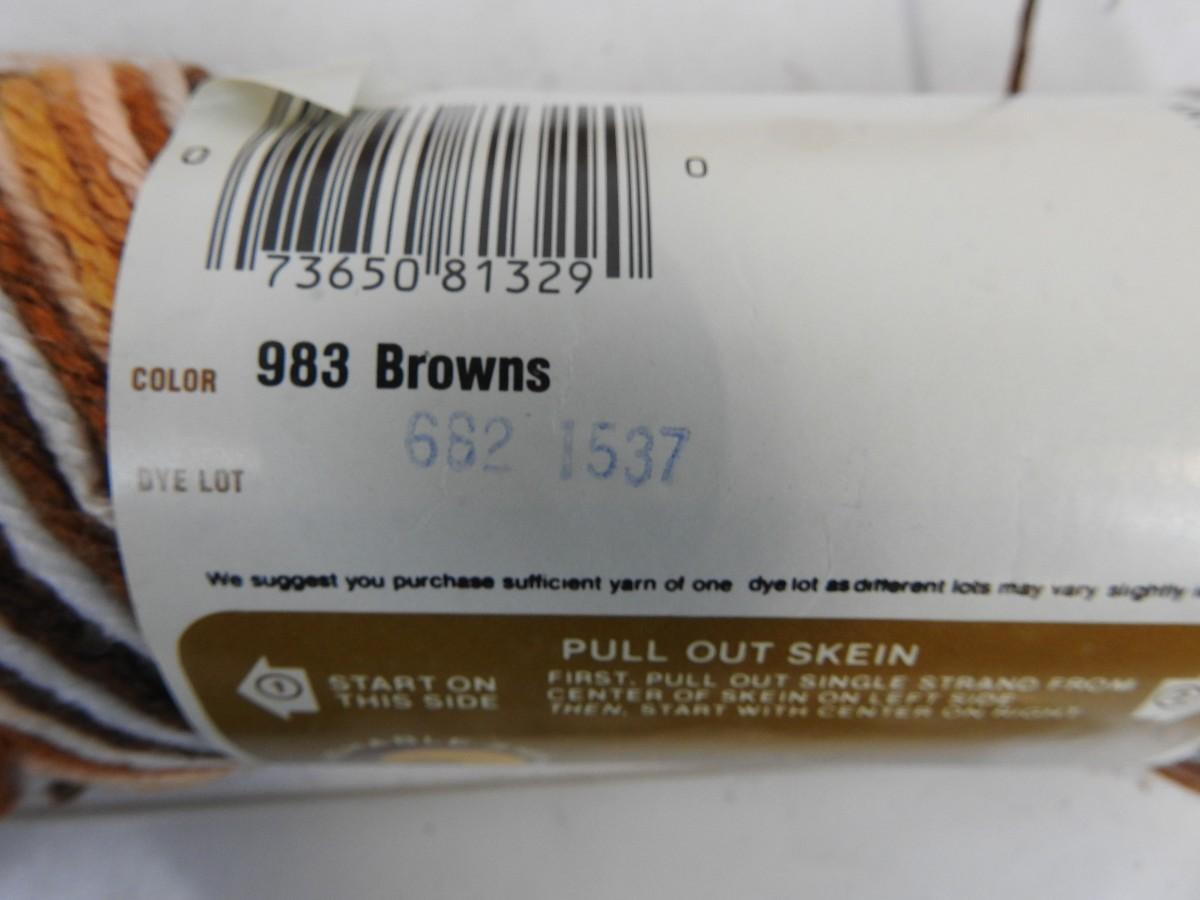 0 73650 81329 0
COLOR 983 Browns
682 1537
DYE LOT
We suggest you purchase sufficient yarn of one dye lot as different lots may vary slightly
PULL OUT SKEIN
1 START ON
THIS SIDE
FIRST, PULL OUT SINGLE STRAND FROM
CENTER OF SKEIN ON LEFT SIDE
THEN, START WITH CENTER ON RIGHT
2